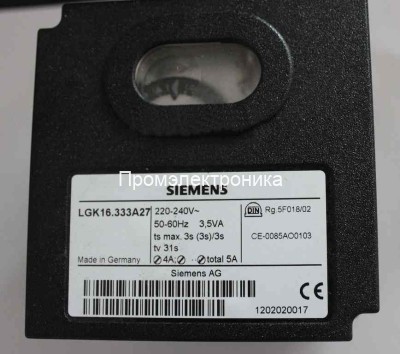 Промэлектроника
SIEMENS
LGK16.333A27
220-240V~
50-60Hz 3,5VA
ts max. 3s (3s)/3s
tv 31s
Made in Germany
4A; total 5A
DIN Rg.5F018/02
CE-0085AO0103
Siemens AG
1202020017